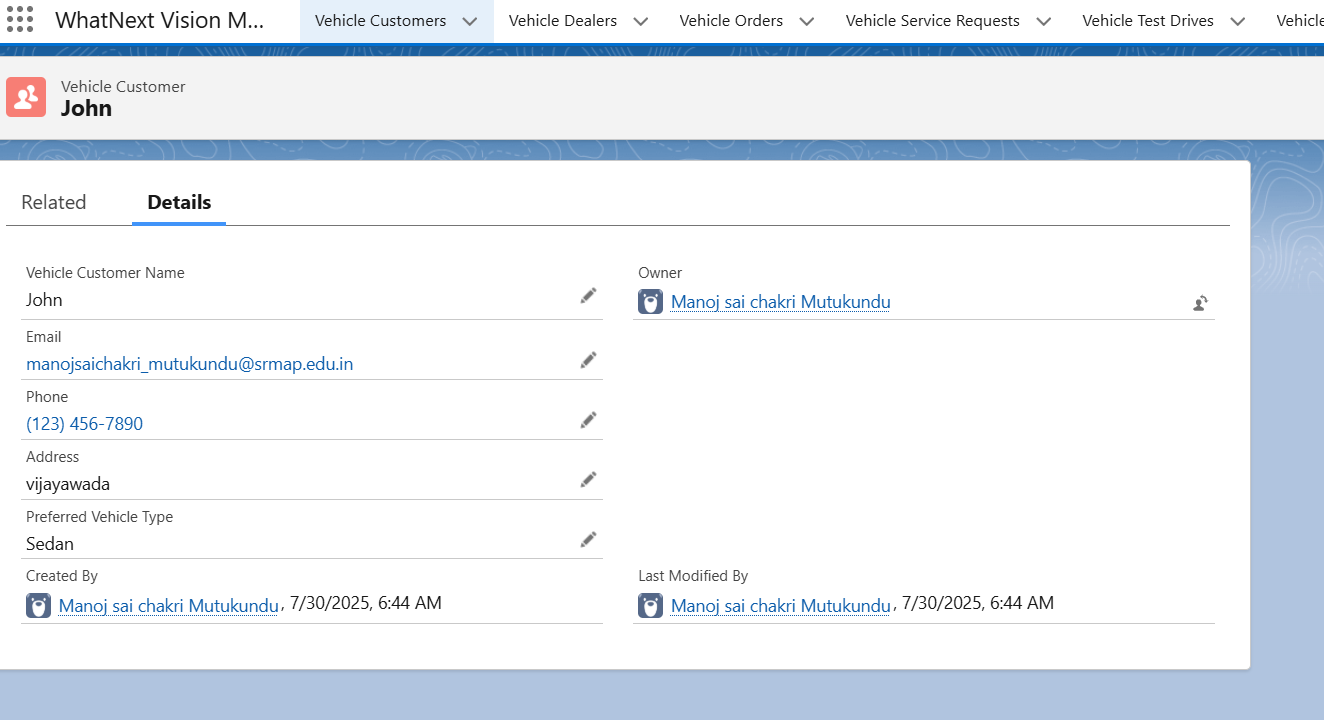 WhatNext Vision M... Vehicle Customers Vehicle Dealers Vehicle Orders Vehicle Service Requests Vehicle Test Drives Vehicle
Vehicle Customer
John
Related Details
Vehicle Customer Name
John
Owner
Manoj sai chakri Mutukundu
Email
manojsaichakri_mutukundu@srmap.edu.in
Phone
(123) 456-7890
Address
vijayawada
Preferred Vehicle Type
Sedan
Created By
Manoj sai chakri Mutukundu, 7/30/2025, 6:44 AM
Last Modified By
Manoj sai chakri Mutukundu, 7/30/2025, 6:44 AM